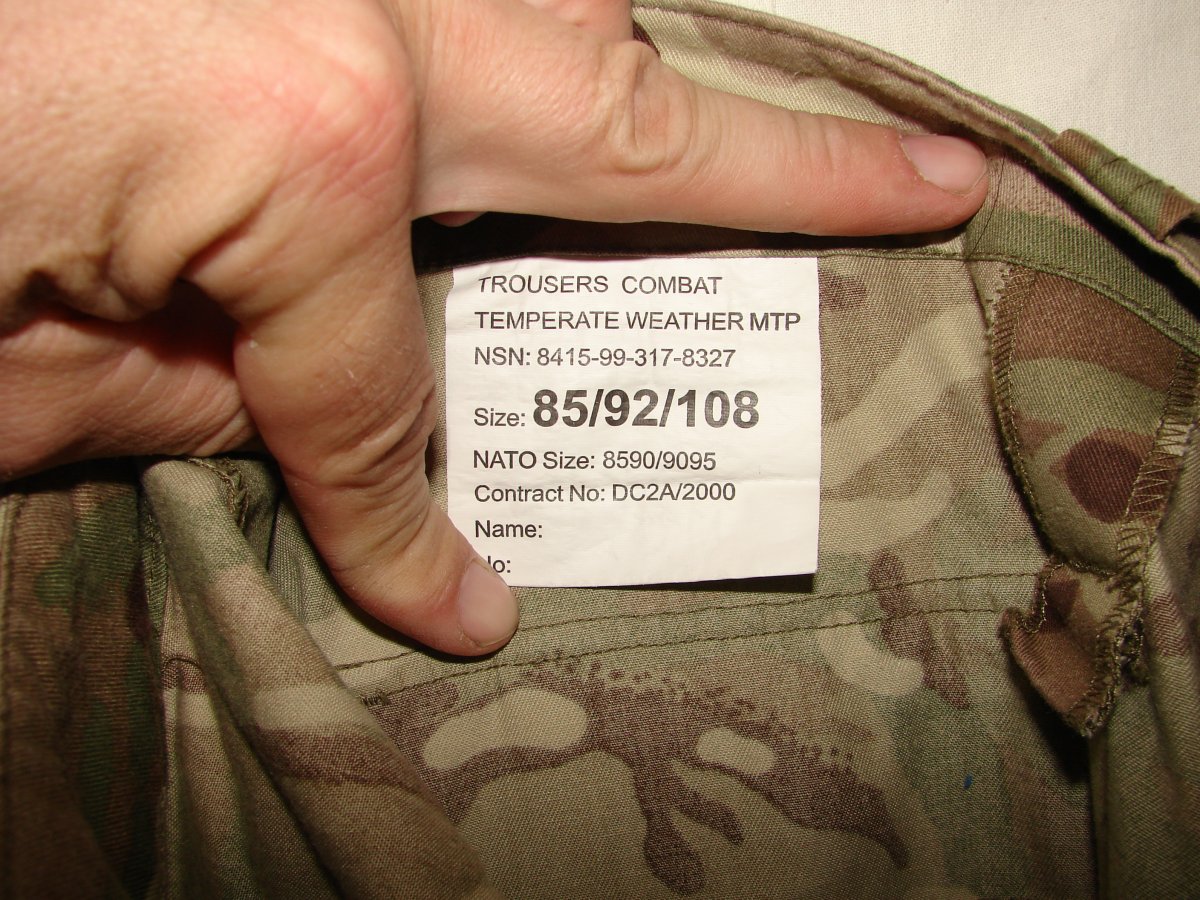 TROUSERS COMBAT
TEMPERATE WEATHER MTP
NSN: 8415-99-317-8327
Size: 85/92/108
NATO Size: 8590/9095
Contract No: DC2A/2000
Name:
No: